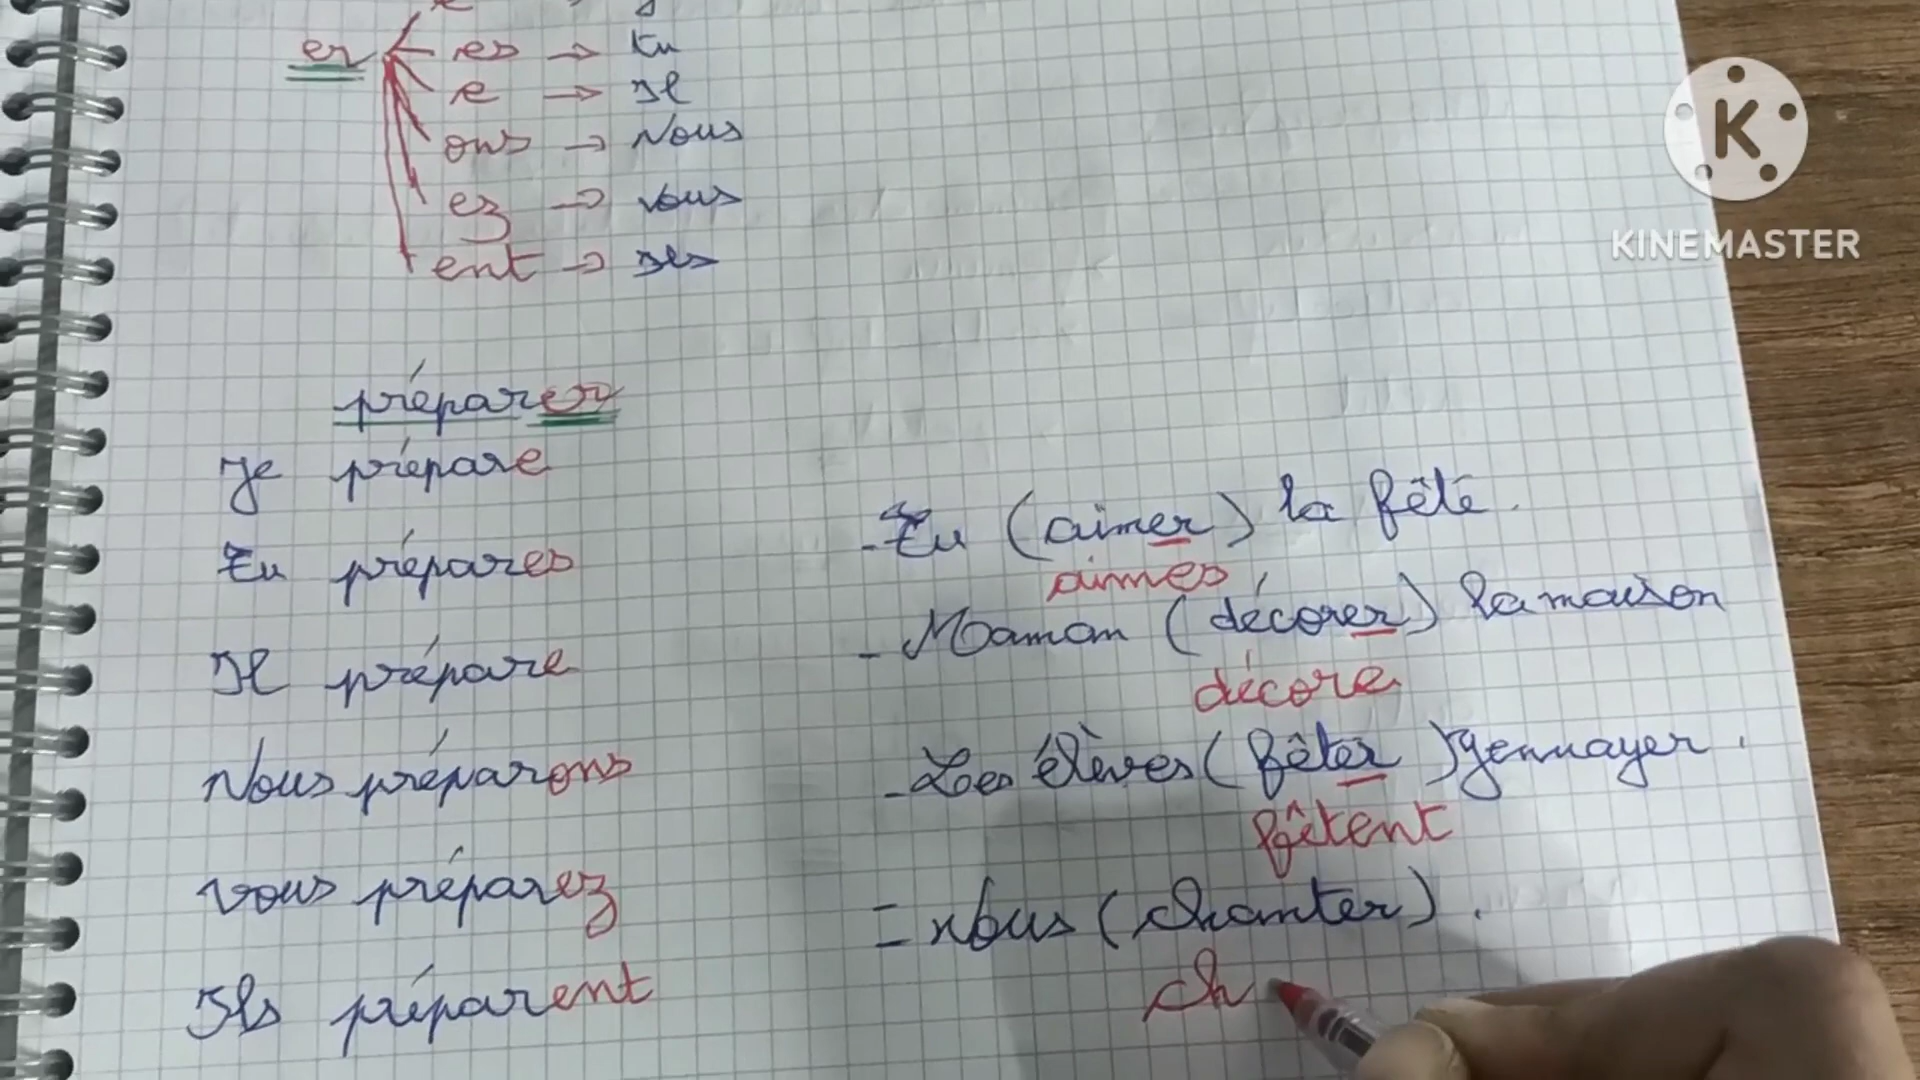 er es → tu
e → Il
ons → Nous
ez → vous
ent → Ils
KINEMASTER
préparer
Je prépare
Tu prépares
Il prépare
Nous préparons
vous préparez
Ils préparent
- Tu (aimer) la fête.
aimes
- Maman (décorer) la maison
décore
- Les élèves (fêter) Yennayer.
fêtent
= Nous (chanter).
ch